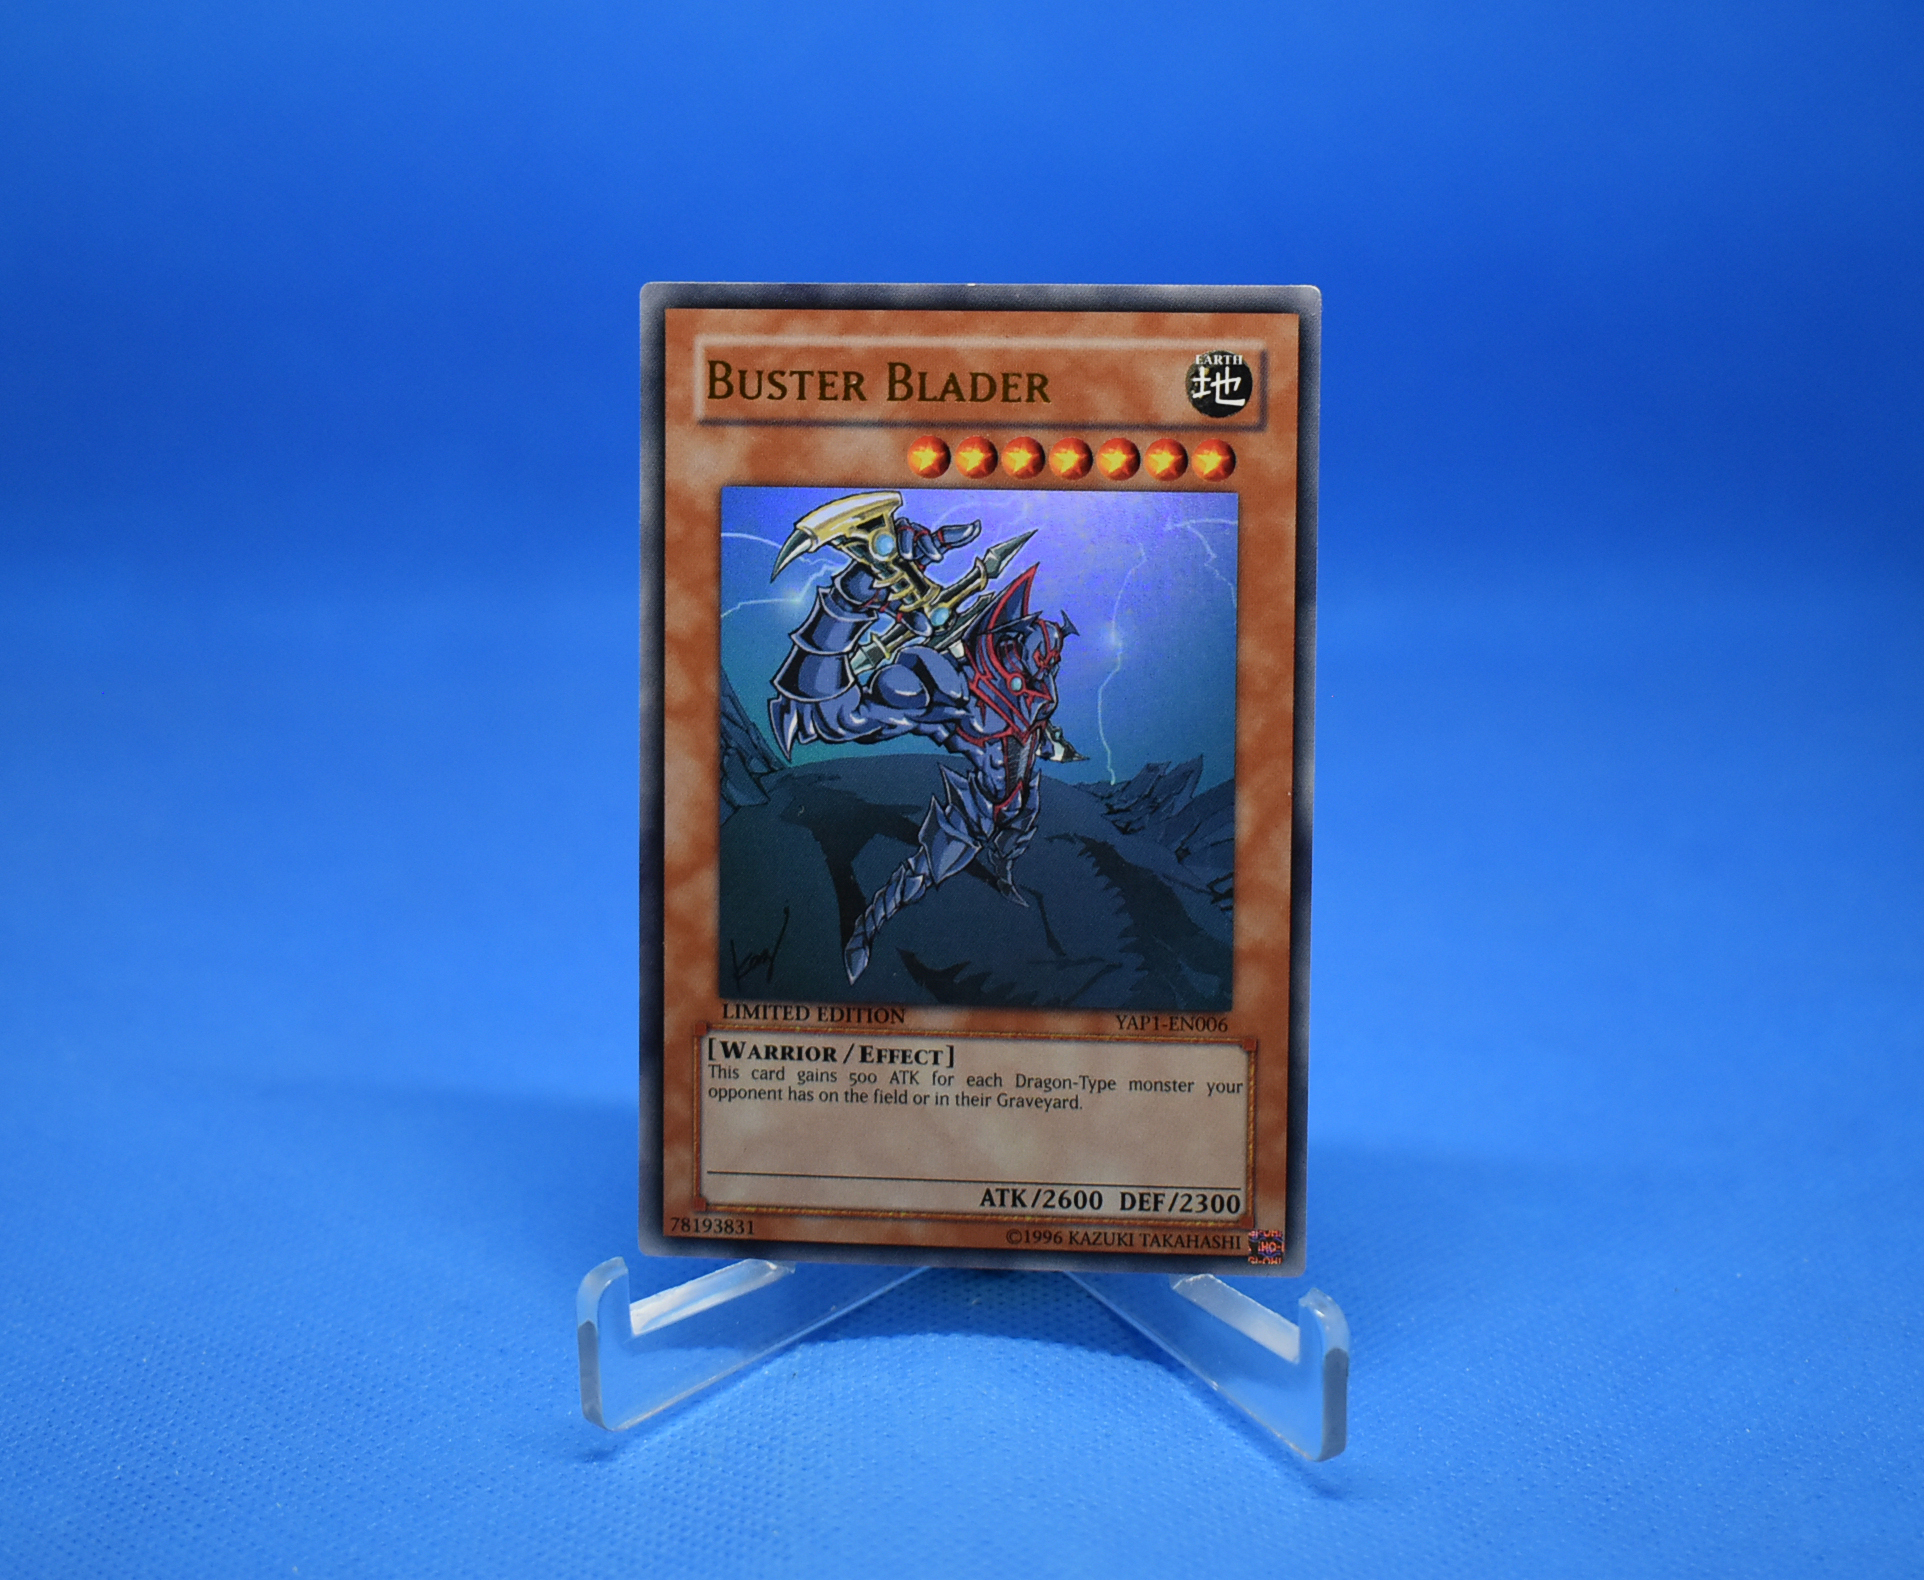 BUSTER BLADER
EARTH
地
LIMITED EDITION
YAP1-EN006
[WARRIOR / EFFECT]
This card gains 500 ATK for each Dragon-Type monster your
opponent has on the field or in their Graveyard.
ATK/2600 DEF/2300
78193831
©1996 KAZUKI TAKAHASHI